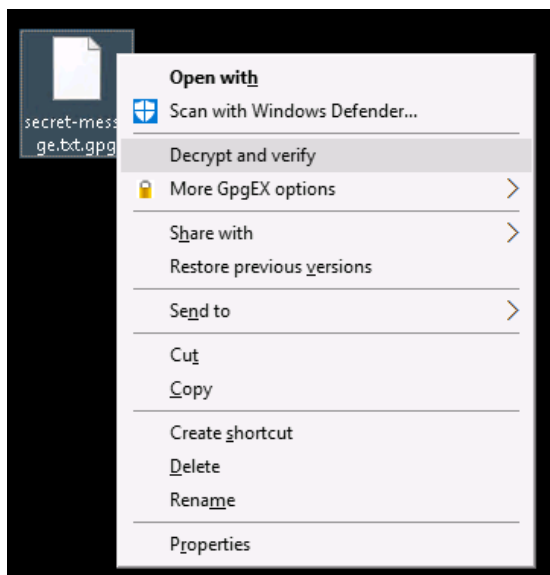 secret-mess
ge.txt.gpg
Open with
Scan with Windows Defender...
Decrypt and verify
More GpgEX options
Share with
Restore previous versions
Send to
Cut
Copy
Create shortcut
Delete
Rename
Properties